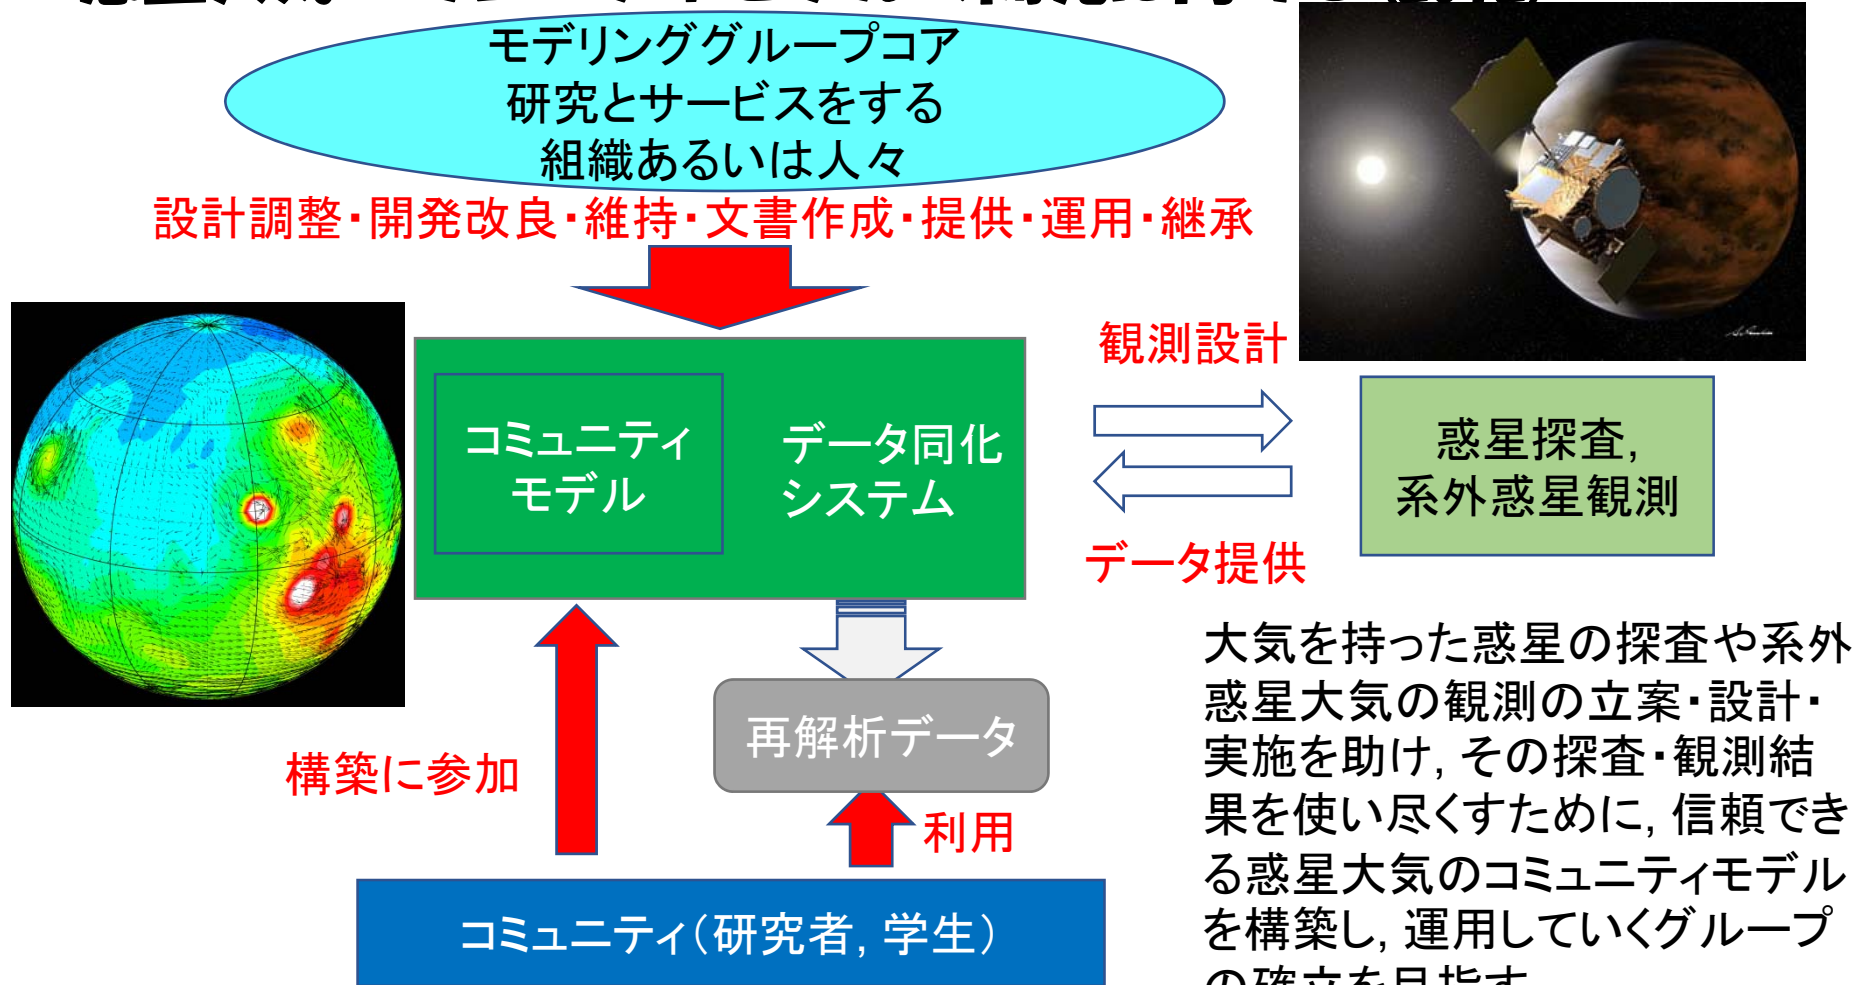 モデリンググループコア
研究とサービスをする
組織あるいは人々
設計調整・開発改良・維持・文書作成・提供・運用・継承
観測設計
コミュニティ
モデル
データ同化
システム
惑星探査,
系外惑星観測
データ提供
再解析データ
構築に参加
利用
コミュニティ(研究者, 学生)
大気を持った惑星の探査や系外
惑星大気の観測の立案・設計・
実施を助け, その探査・観測結
果を使い尽くすために, 信頼でき
る惑星大気のコミュニティモデル
を構築し, 運用していくグループ
の確立を目指す